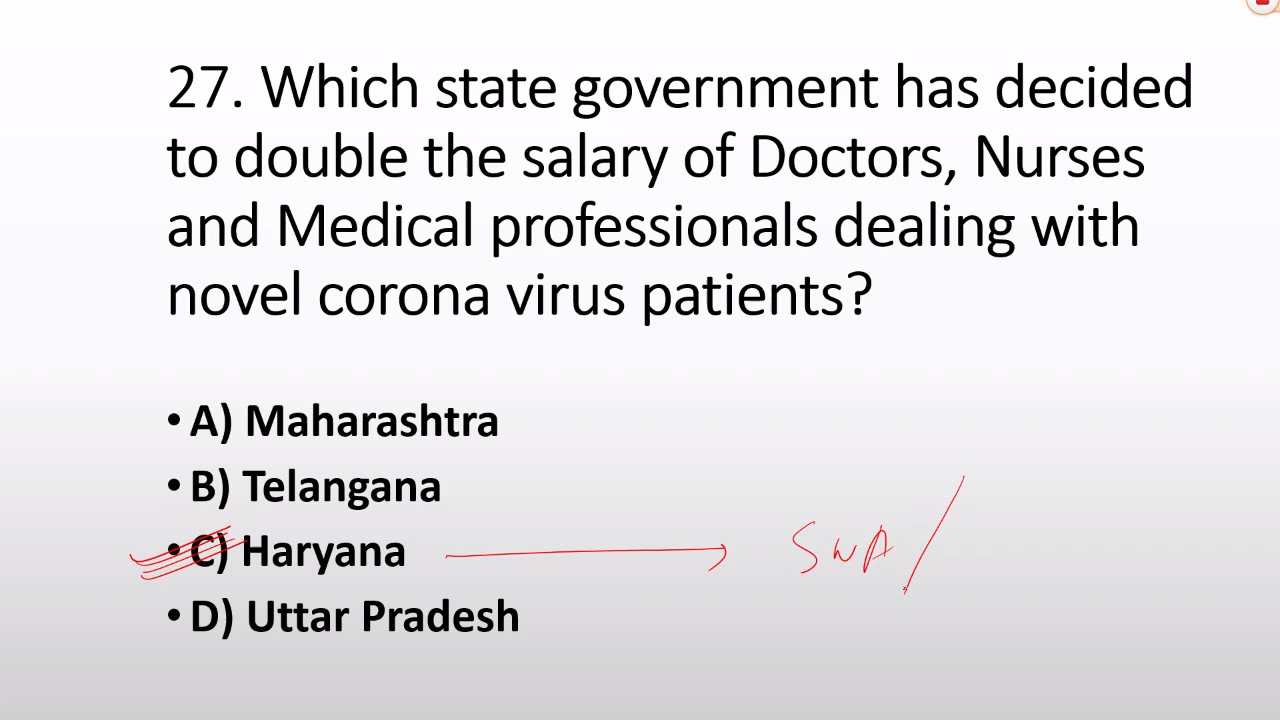 27. Which state government has decided
to double the salary of Doctors, Nurses
and Medical professionals dealing with
novel corona virus patients?
• A) Maharashtra
• B) Telangana
• C) Haryana SWA/
• D) Uttar Pradesh